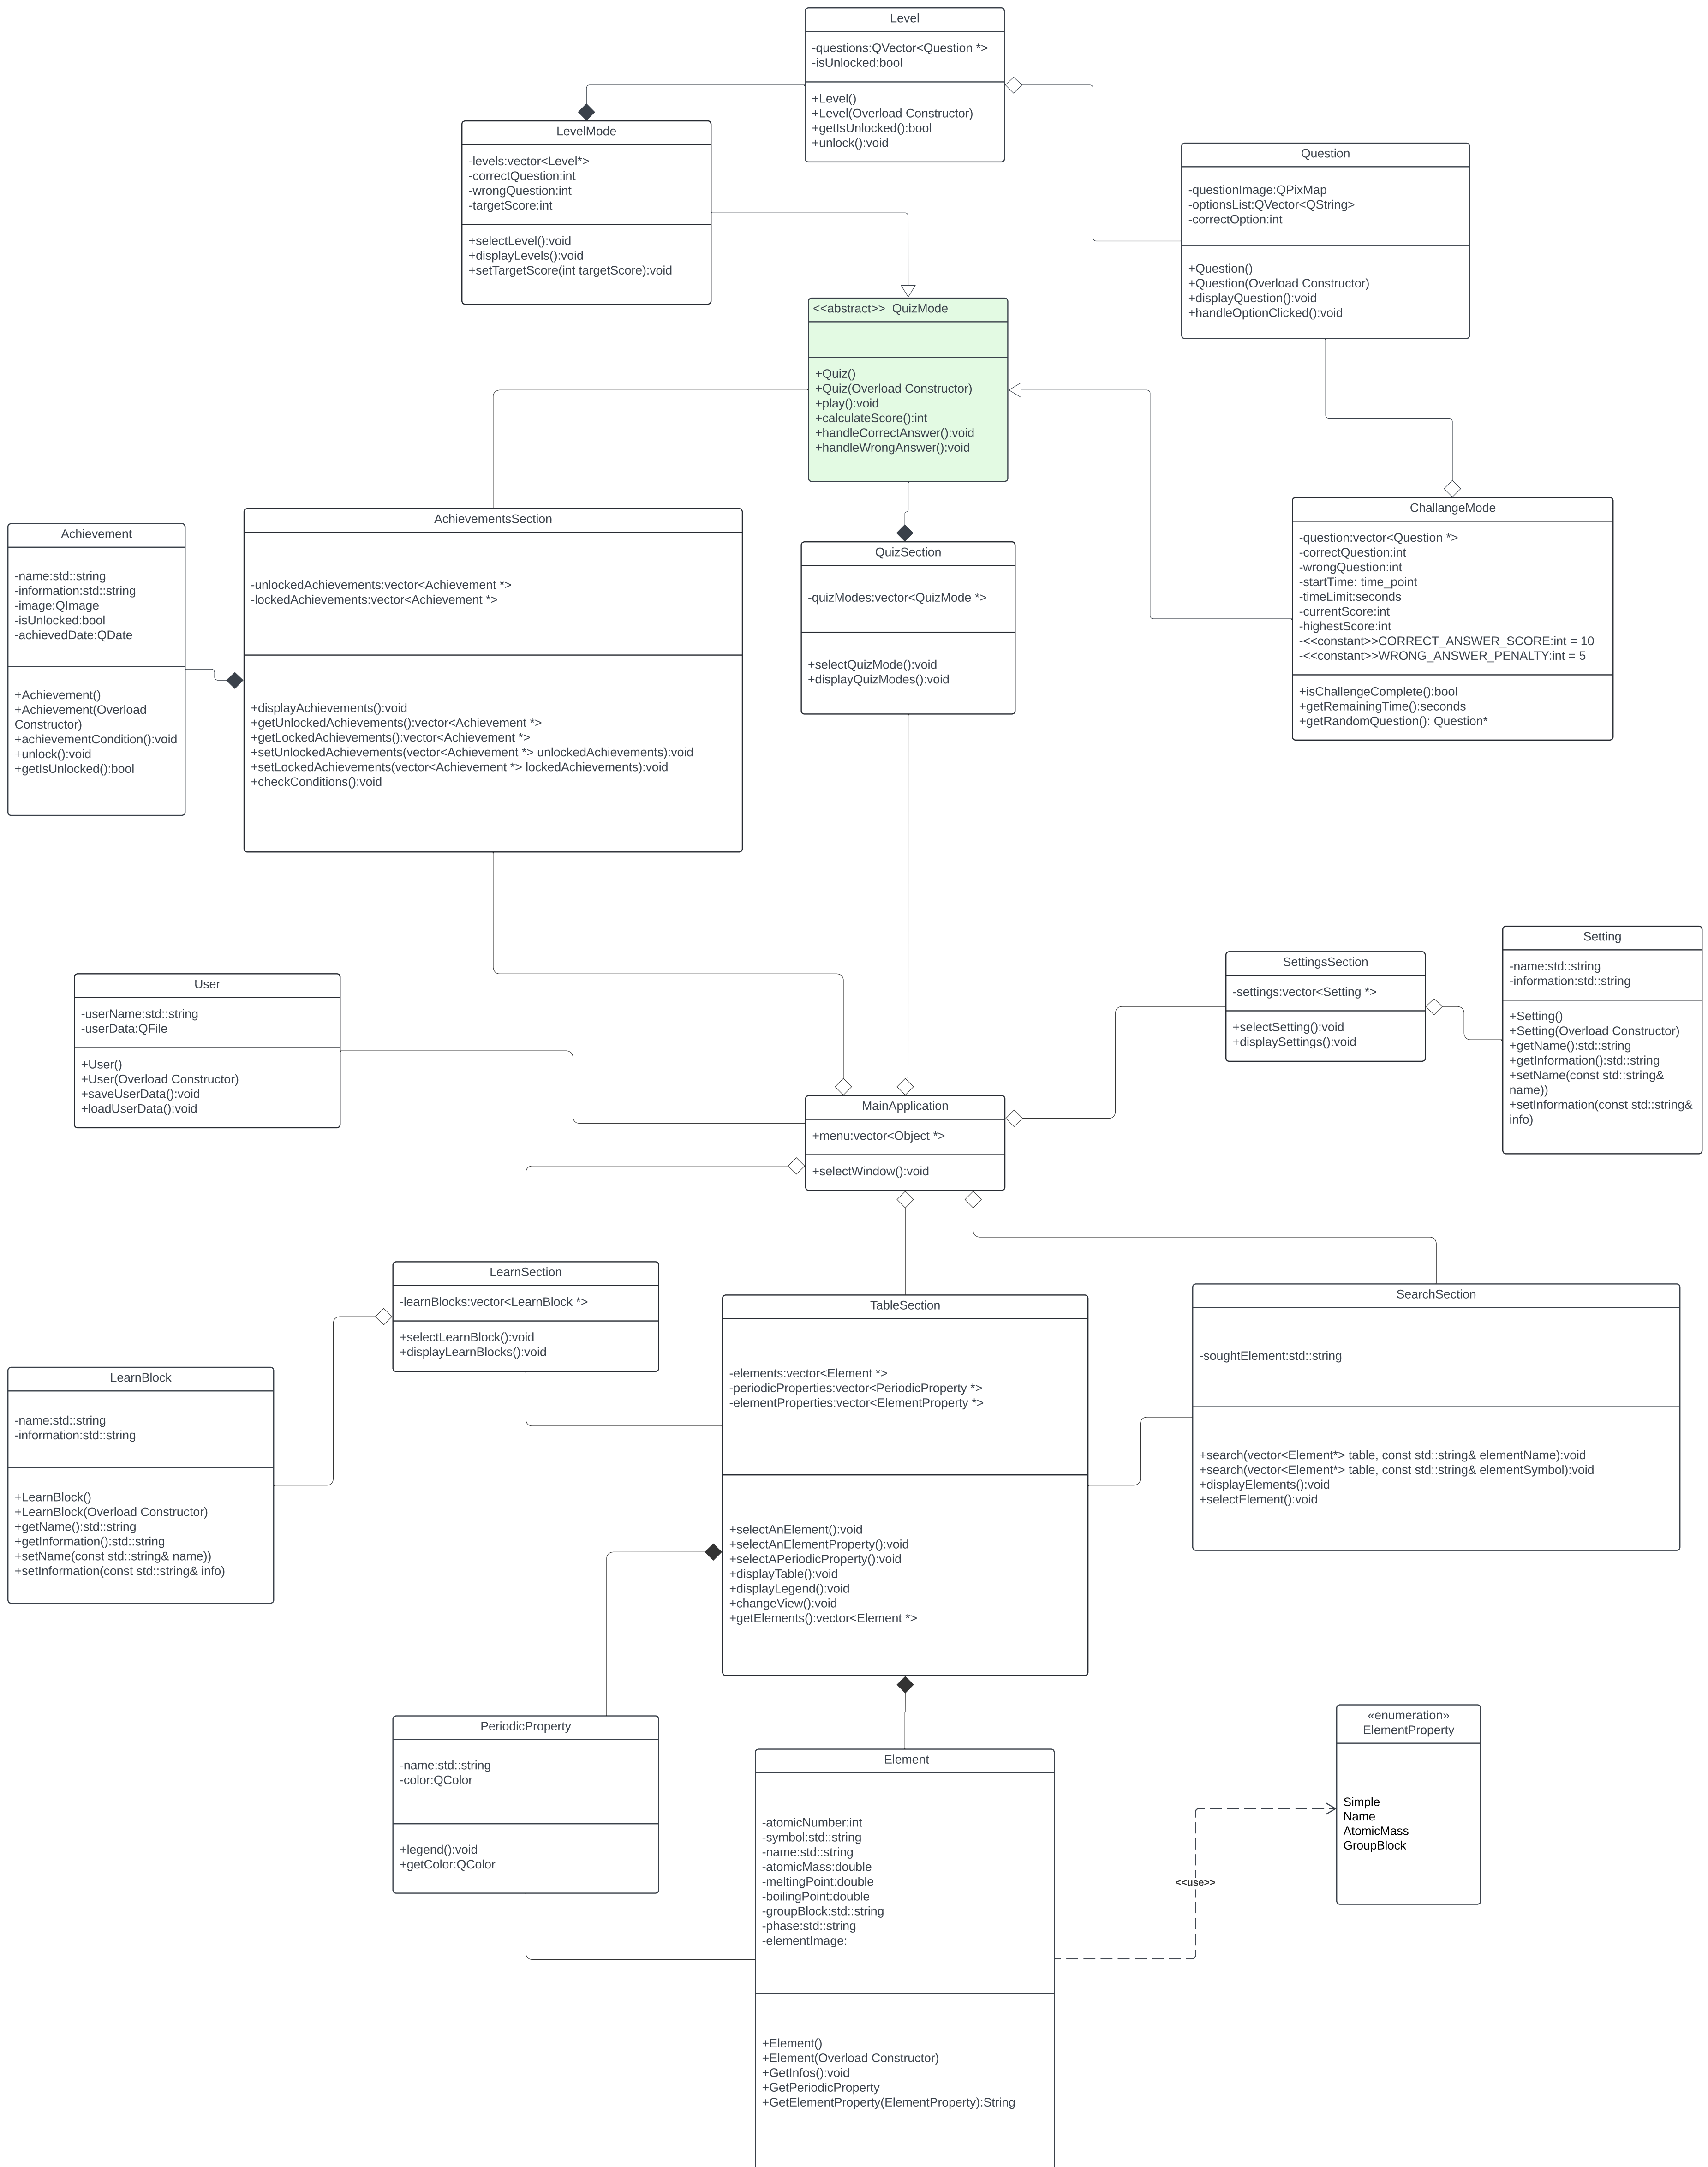 Level
-questions:QVector<Question *>
-isUnlocked:bool
+Level()
+Level(Overload Constructor)
+getIsUnlocked():bool
+unlock():void
LevelMode
-levels:vector<Level*>
-correctQuestion:int
-wrongQuestion:int
-targetScore:int
+selectLevel():void
+displayLevels():void
+setTargetScore(int targetScore):void
Question
-questionImage:QPixMap
-optionsList:QVector<QString>
-correctOption:int
+Question()
+Question(Overload Constructor)
+displayQuestion():void
+handleOptionClicked():void
<<abstract>> QuizMode
+Quiz()
+Quiz(Overload Constructor)
+play():void
+calculateScore():int
+handleCorrectAnswer():void
+handleWrongAnswer():void
Achievement
-name:std::string
-information:std::string
-image:QImage
-isUnlocked:bool
-achievedDate:QDate
+Achievement()
+Achievement(Overload
Constructor)
+achievementCondition():void
+unlock():void
+getIsUnlocked():bool
AchievementsSection
-unlockedAchievements:vector<Achievement *>
-lockedAchievements:vector<Achievement *>
+displayAchievements():void
+getUnlockedAchievements():vector<Achievement *>
+getLockedAchievements():vector<Achievement *>
+setUnlockedAchievements(vector<Achievement *> unlockedAchievements):void
+setLockedAchievements(vector<Achievement *> lockedAchievements):void
+checkConditions():void
QuizSection
-quizModes:vector<QuizMode *>
+selectQuizMode():void
+displayQuizModes():void
ChallangeMode
-question:vector<Question *>
-correctQuestion:int
-wrongQuestion:int
-startTime: time_point
-timeLimit:seconds
-currentScore:int
-highestScore:int
-<<constant>>CORRECT_ANSWER_SCORE:int = 10
-<<constant>>WRONG_ANSWER_PENALTY:int = 5
+isChallengeComplete():bool
+getRemainingTime():seconds
+getRandomQuestion(): Question*
User
-userName:std::string
-userData:QFile
+User()
+User(Overload Constructor)
+saveUserData():void
+loadUserData():void
SettingsSection
-settings:vector<Setting *>
+selectSetting():void
+displaySettings():void
Setting
-name:std::string
-information:std::string
+Setting()
+Setting(Overload Constructor)
+getName():std::string
+getInformation():std::string
+setName(const std::string&
name))
+setInformation(const std::string&
info)
MainApplication
+menu:vector<Object *>
+selectWindow():void
LearnSection
-learnBlocks:vector<LearnBlock *>
+selectLearnBlock():void
+displayLearnBlocks():void
LearnBlock
-name:std::string
-information:std::string
+LearnBlock()
+LearnBlock(Overload Constructor)
+getName():std::string
+getInformation():std::string
+setName(const std::string& name))
+setInformation(const std::string& info)
TableSection
-elements:vector<Element *>
-periodicProperties:vector<PeriodicProperty *>
-elementProperties:vector<ElementProperty *>
+selectAnElement():void
+selectAnElementProperty():void
+selectAPeriodicProperty():void
+displayTable():void
+displayLegend():void
+changeView():void
+getElements():vector<Element *>
SearchSection
-soughtElement:std::string
+search(vector<Element*> table, const std::string& elementName):void
+search(vector<Element*> table, const std::string& elementSymbol):void
+displayElements():void
+selectElement():void
PeriodicProperty
-name:std::string
-color:QColor
+legend():void
+getColor:QColor
Element
-atomicNumber:int
-symbol:std::string
-name:std::string
-atomicMass:double
-meltingPoint:double
-boilingPoint:double
-groupBlock:std::string
-phase:std::string
-elementImage:
+Element()
+Element(Overload Constructor)
+GetInfos():void
+GetPeriodicProperty
+GetElementProperty(ElementProperty):String
<<use>>
«enumeration»
ElementProperty
Simple
Name
AtomicMass
GroupBlock